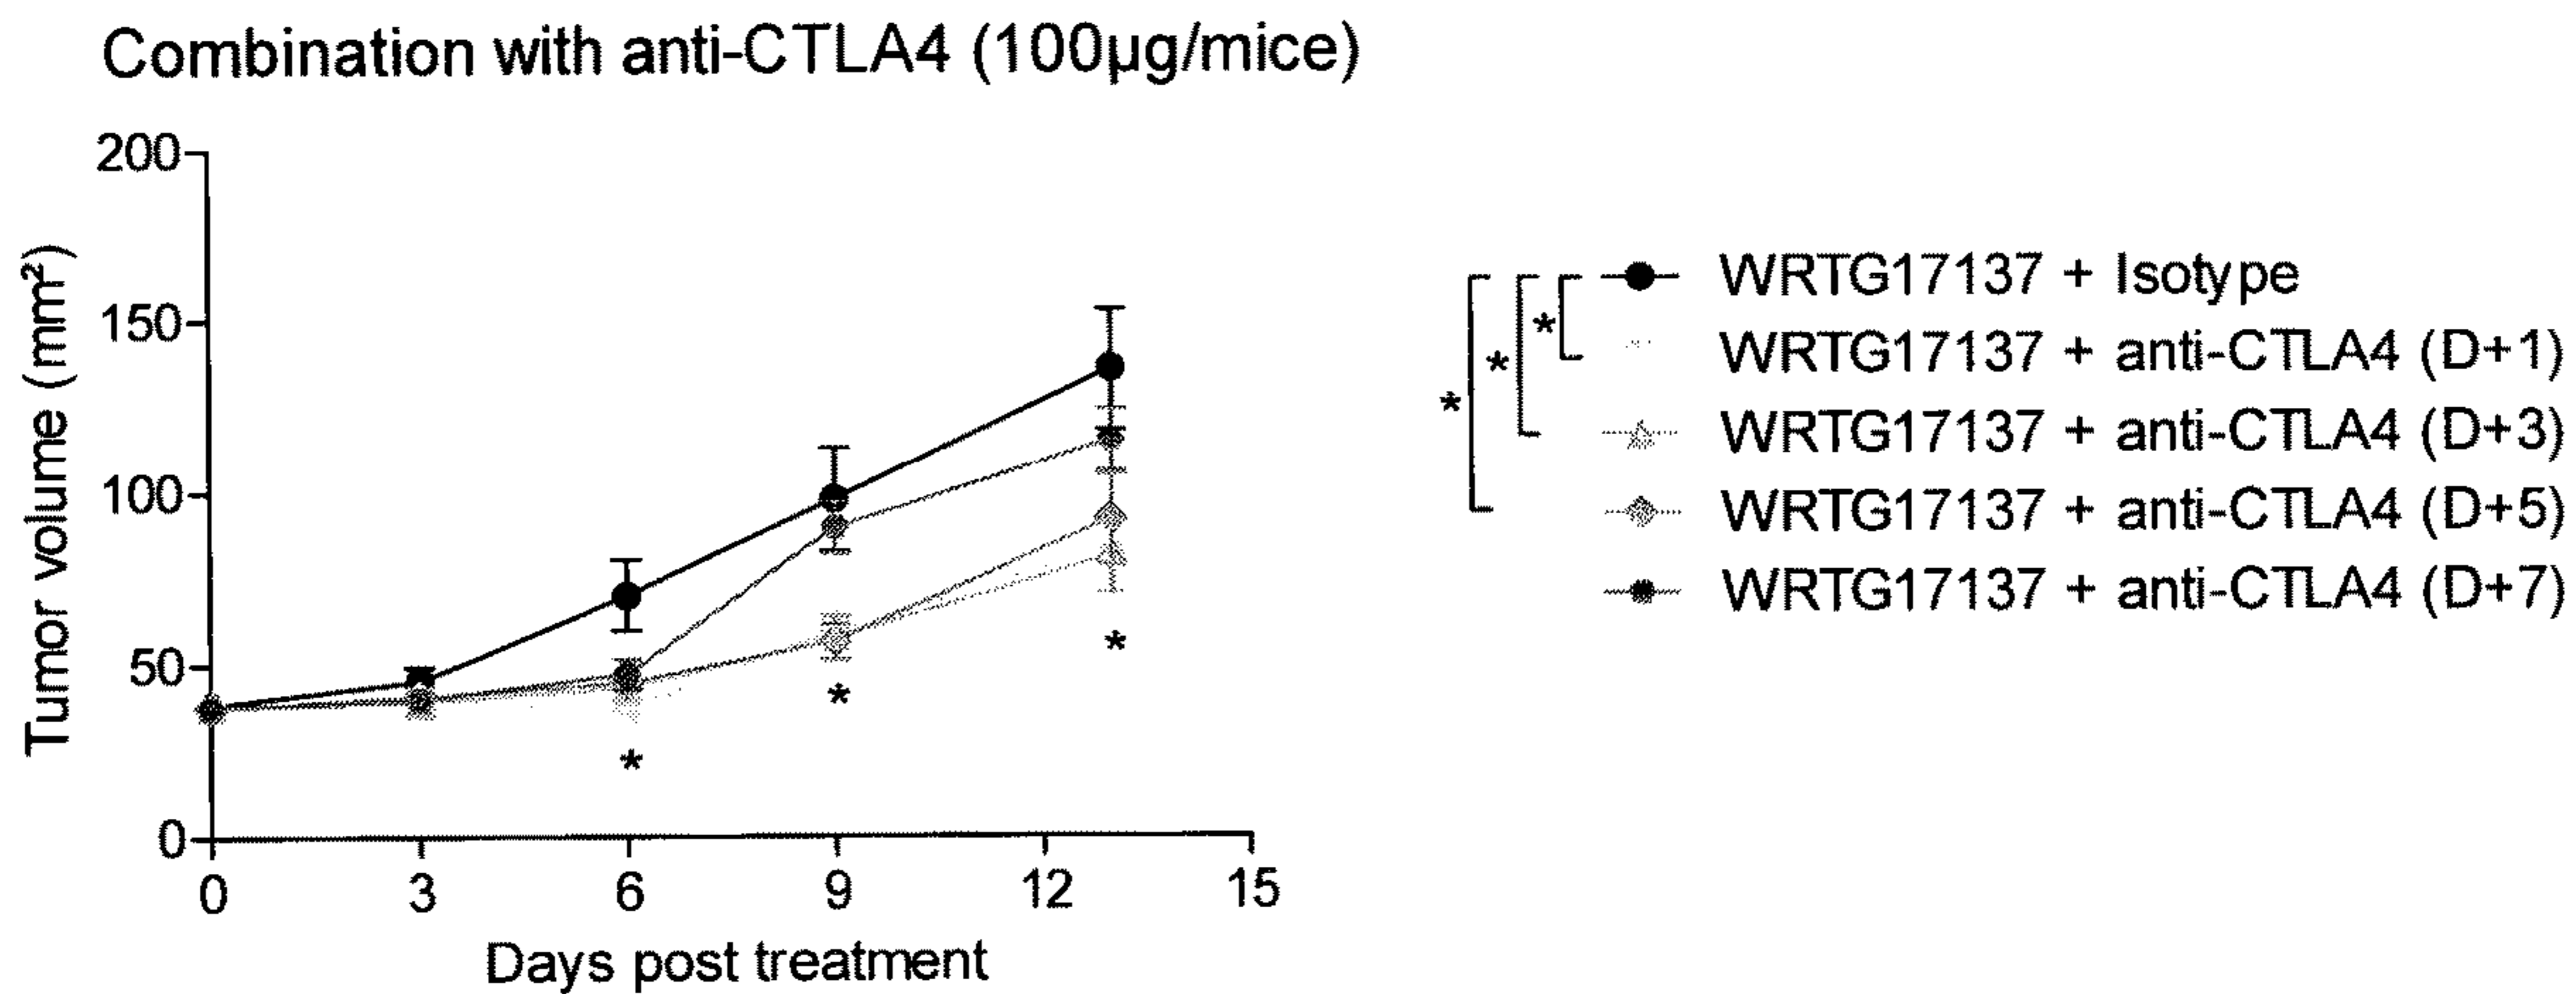 Combination with anti-CTLA4 (100µg/mice)
Tumor volume (mm²)
200
150
100
50
0
0 3 6 9 12 15
Days post treatment
* * *
* * *
WRTG17137 + Isotype
WRTG17137 + anti-CTLA4 (D+1)
WRTG17137 + anti-CTLA4 (D+3)
WRTG17137 + anti-CTLA4 (D+5)
WRTG17137 + anti-CTLA4 (D+7)